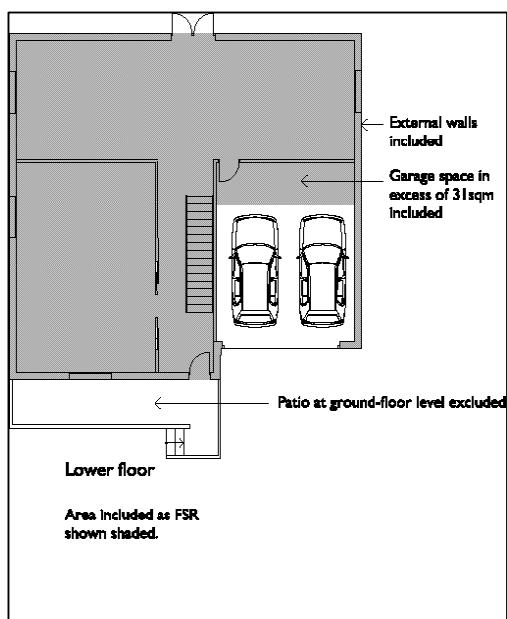 External walls
included
Garage space in
excess of 31sqm
included
Patio at ground-floor level excluded
Lower floor
Area included as FSR
shown shaded.